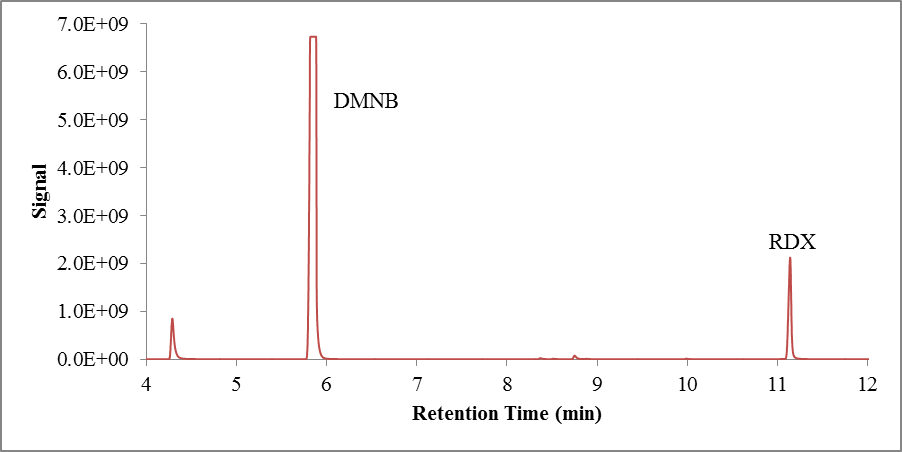 7.0E+09
6.0E+09
5.0E+09
4.0E+09
3.0E+09
2.0E+09
1.0E+09
0.0E+00
Signal
DMNB
RDX
4 5 6 7 8 9 10 11 12
Retention Time (min)